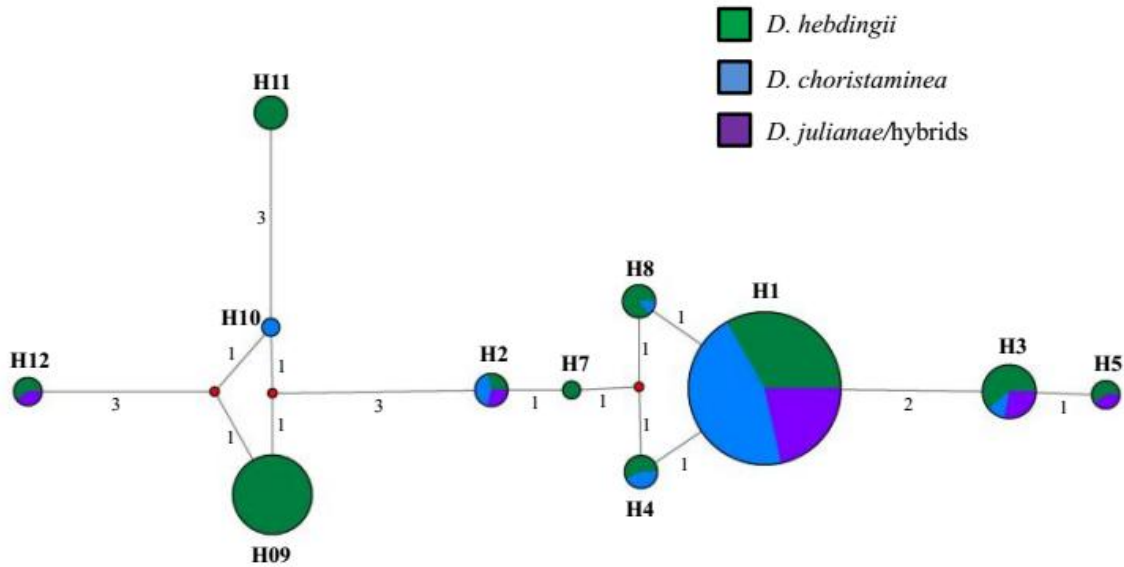 D. hebdingii
D. choristaminea
D. julianae/hybrids
H11
3
H8
H1
H10
1
1
1
H12
H2
H7
1
H3
H5
3
3
1
1
2
1
1
1
1
1
H4
H09